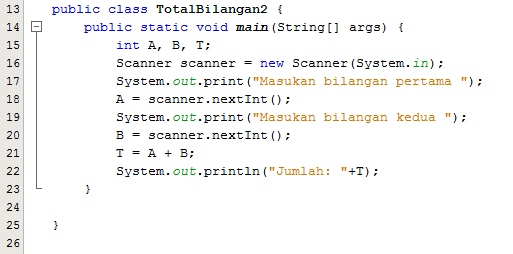 13 public class TotalBilangan2 {
14     public static void main(String[] args) {
15         int A, B, T;
16         Scanner scanner = new Scanner(System.in);
17         System.out.print("Masukan bilangan pertama ");
18         A = scanner.nextInt();
19         System.out.print("Masukan bilangan kedua ");
20         B = scanner.nextInt();
21         T = A + B;
22         System.out.println("Jumlah: "+T);
23     }
24
25 }
26